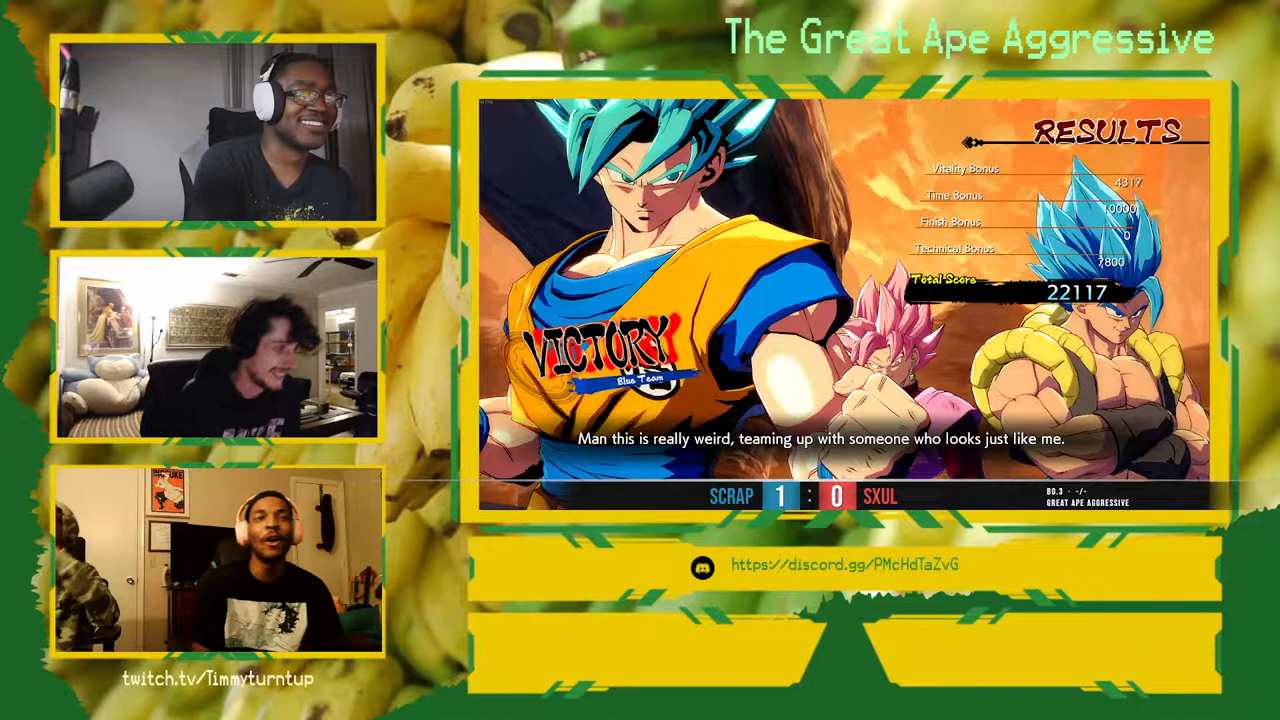 The Great Ape Aggressive
RESULTS
Vitality Bonus
4317
Time Bonus
10000
Finish Bonus
0
Technical Bonus
7800
Total Score
22117
VICTORY
Blue Team
Man this is really weird, teaming up with someone who looks just like me.
SCRAP 1 : 0 SXUL
BO.3 - -/-
GREAT APE AGGRESSIVE
https://discord.gg/PMcHdTaZvG
twitch.tv/Timmyturntup